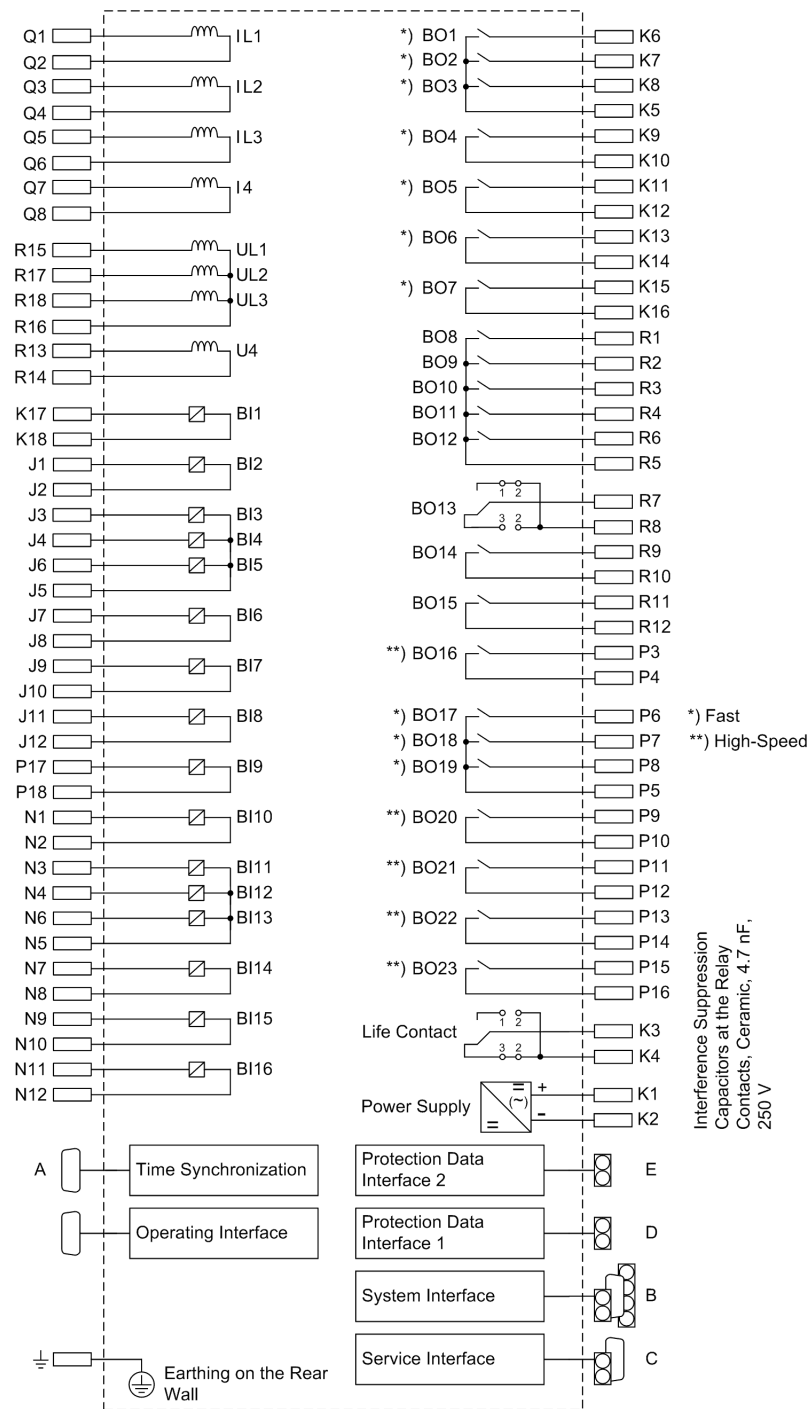 Q1 IL1 *) BO1 K6
Q2 *) BO2 K7
Q3 IL2 *) BO3 K8
Q4 K5
Q5 IL3 *) BO4 K9
Q6 K10
Q7 I4 *) BO5 K11
Q8 K12
*) BO6 K13
R15 UL1
K14
R17 UL2
*) BO7 K15
R18 UL3
K16
R16
BO8 R1
R13 U4
BO9 R2
R14
BO10 R3
K17 BI1 BO11 R4
K18 BO12 R6
J1 BI2 R5
J2
1 2
J3 BI3 BO13 R7
3 2
J4 BI4 R8
J6 BI5 BO14 R9
J5 R10
J7 BI6 BO15 R11
J8 R12
J9 BI7 **) BO16 P3
J10 P4
J11 BI8 *) BO17 P6 *) Fast
J12 *) BO18 P7 **) High-Speed
P17 BI9 *) BO19 P8
P18 P5
N1 BI10 **) BO20 P9
N2 P10
N3 BI11 **) BO21 P11
N4 BI12 P12
N6 BI13 **) BO22 P13
N5 P14
N7 BI14 **) BO23 P15
N8 P16
N9 BI15
1 2
Life Contact K3
3 2
N10 K4
N11 BI16
N12
Power Supply = (~) = + - K1
K2
Interference Suppression
Capacitors at the Relay
Contacts, Ceramic, 4.7 nF,
250 V
A Time Synchronization
Protection Data
Interface 2
E
Operating Interface
Protection Data
Interface 1
D
System Interface B
Service Interface C
Earthing on the Rear
Wall